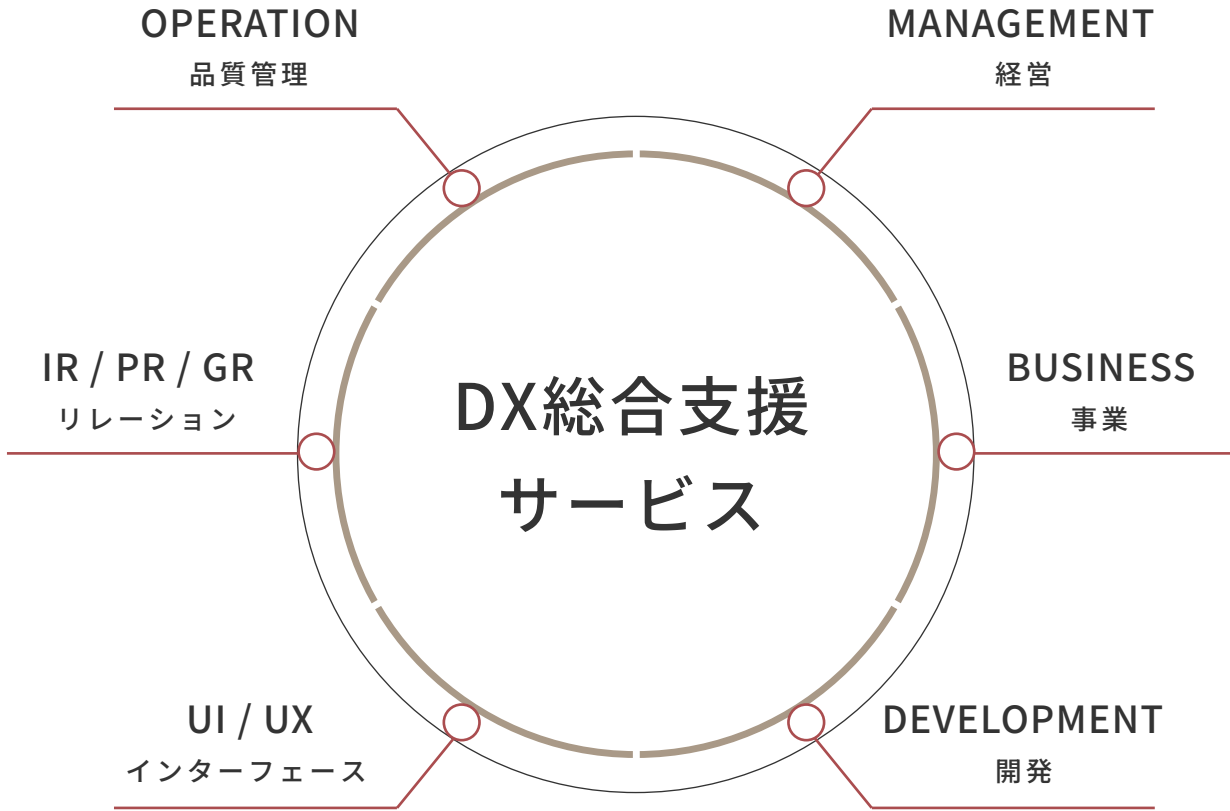 OPERATION
品質管理
MANAGEMENT
経営
IR / PR / GR
リレーション
DX総合支援
サービス
BUSINESS
事業
UI / UX
インターフェース
DEVELOPMENT
開発